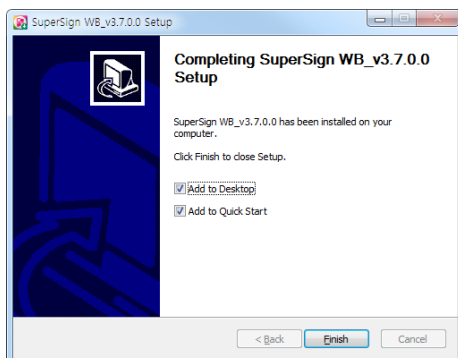 SuperSign WB_v3.7.0.0 Setup
Completing SuperSign WB_v3.7.0.0
Setup
SuperSign WB_v3.7.0.0 has been installed on your
computer.
Click Finish to close Setup.
Add to Desktop
Add to Quick Start
< Back
Finish
Cancel